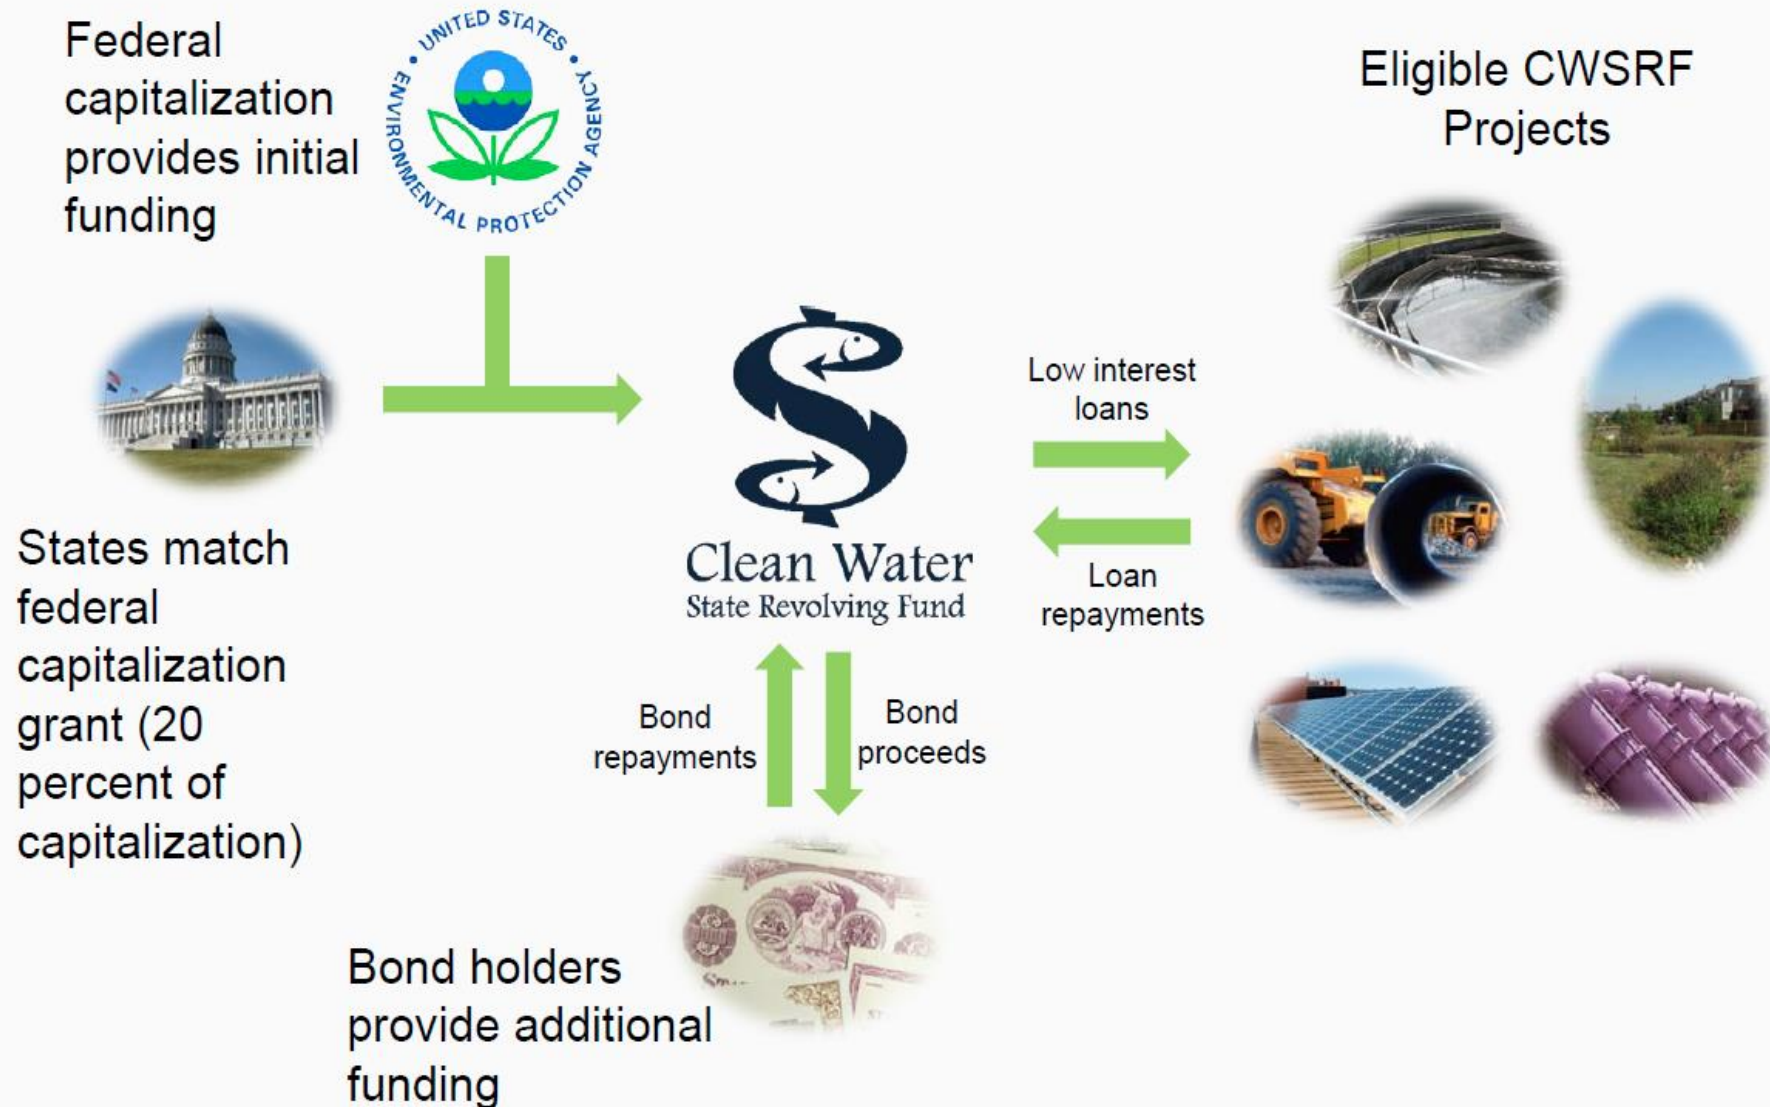 Federal
capitalization
provides initial
funding
UNITED STATES • ENVIRONMENTAL PROTECTION AGENCY •
Eligible CWSRF
Projects
States match
federal
capitalization
grant (20
percent of
capitalization)
Clean Water
State Revolving Fund
Low interest
loans
Loan
repayments
Bond
repayments
Bond
proceeds
Bond holders
provide additional
funding